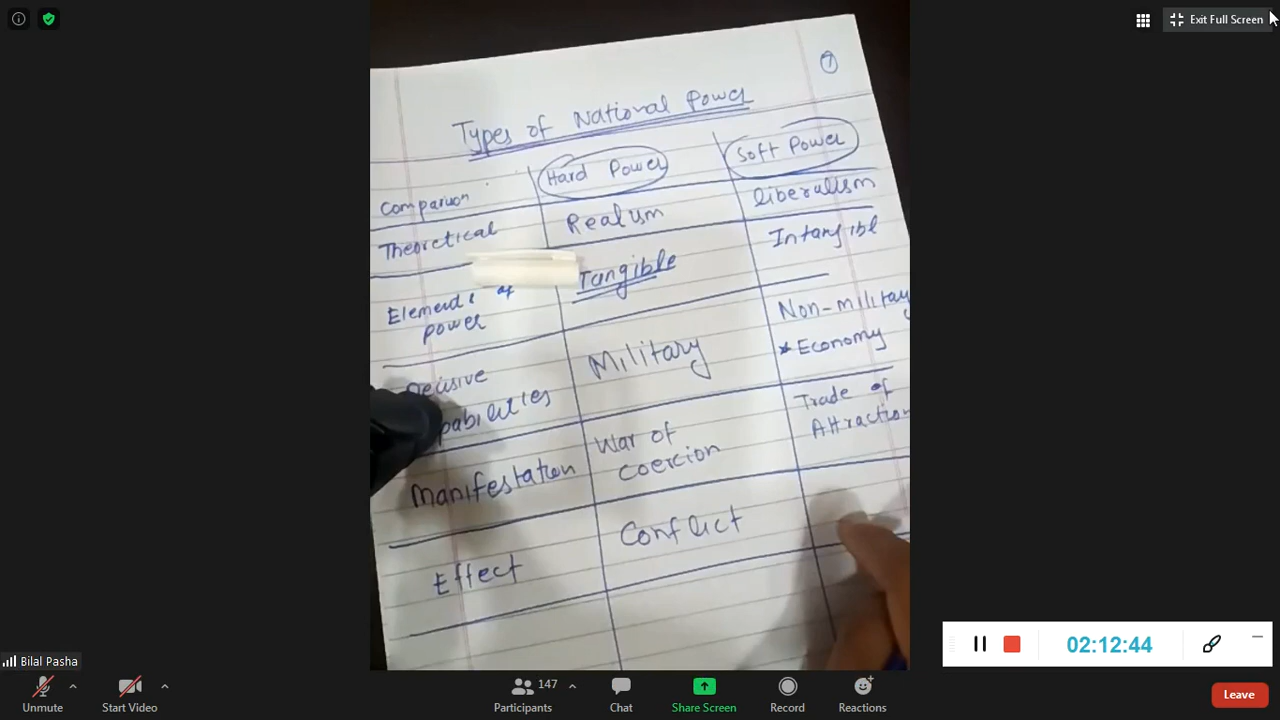 Exit Full Screen
7
Types of National Power
Comparison Hard Power Soft Power
Theoretical Realism liberalism
Elements of power Tangible Intangible
Decisive Military Non-military
* Economy
Manifestation War of coercion Trade of Attraction
Effect Conflict
Bilal Pasha
02:12:44
Unmute Start Video 147 Participants Chat Share Screen Record Reactions Leave